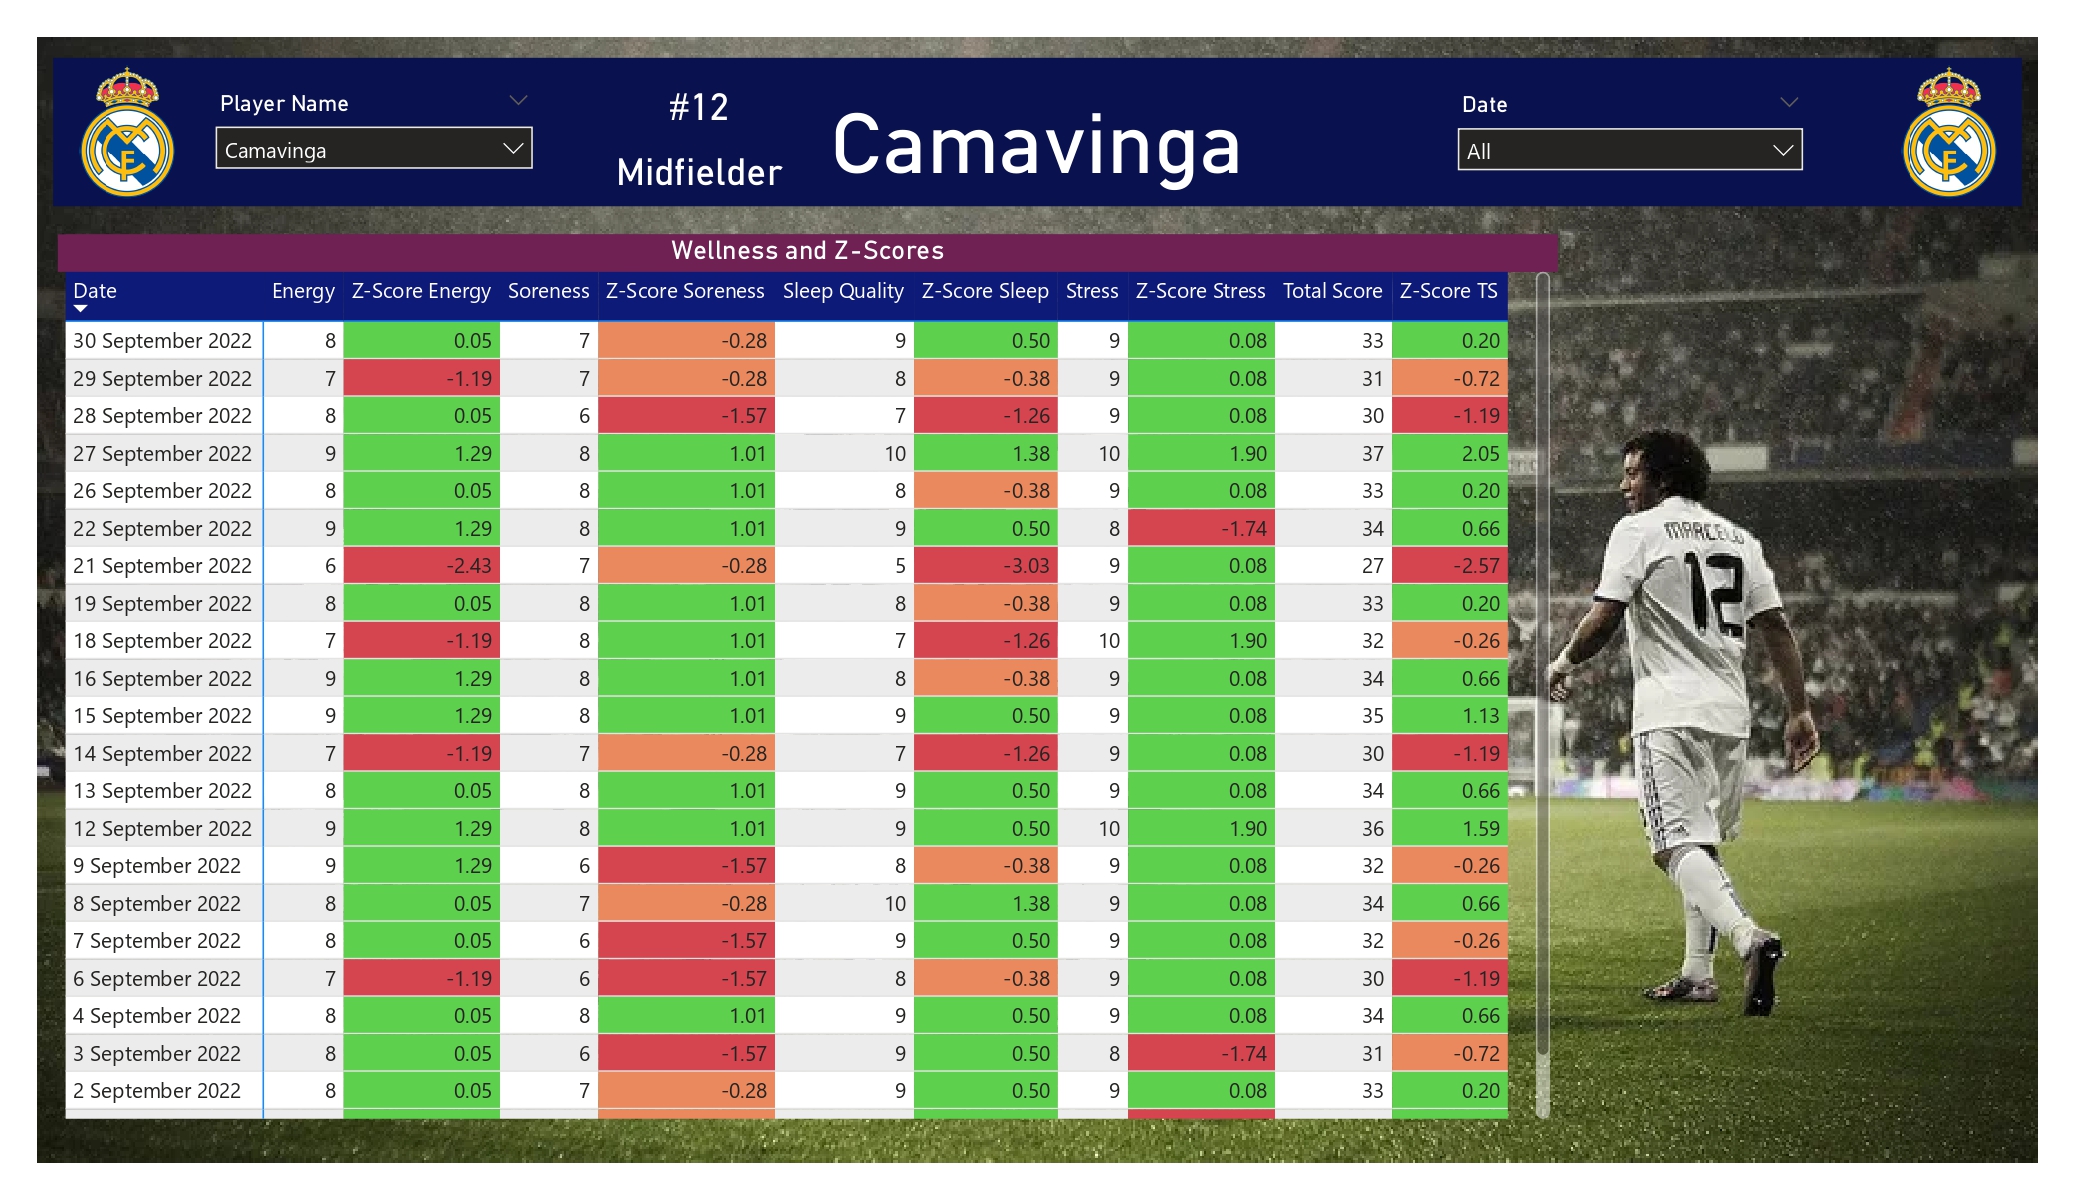 Player Name
Camavinga
#12
Midfielder
Camavinga
Date
All
Wellness and Z-Scores
Date Energy Z-Score Energy Soreness Z-Score Soreness Sleep Quality Z-Score Sleep Stress Z-Score Stress Total Score Z-Score TS
30 September 2022 8 0.05 7 -0.28 9 0.50 9 0.08 33 0.20
29 September 2022 7 -1.19 7 -0.28 8 -0.38 9 0.08 31 -0.72
28 September 2022 8 0.05 6 -1.57 7 -1.26 9 0.08 30 -1.19
27 September 2022 9 1.29 8 1.01 10 1.38 10 1.90 37 2.05
26 September 2022 8 0.05 8 1.01 8 -0.38 9 0.08 33 0.20
22 September 2022 9 1.29 8 1.01 9 0.50 8 -1.74 34 0.66
21 September 2022 6 -2.43 7 -0.28 5 -3.03 9 0.08 27 -2.57
19 September 2022 8 0.05 8 1.01 8 -0.38 9 0.08 33 0.20
18 September 2022 7 -1.19 8 1.01 7 -1.26 10 1.90 32 -0.26
16 September 2022 9 1.29 8 1.01 8 -0.38 9 0.08 34 0.66
15 September 2022 9 1.29 8 1.01 9 0.50 9 0.08 35 1.13
14 September 2022 7 -1.19 7 -0.28 7 -1.26 9 0.08 30 -1.19
13 September 2022 8 0.05 8 1.01 9 0.50 9 0.08 34 0.66
12 September 2022 9 1.29 8 1.01 9 0.50 10 1.90 36 1.59
9 September 2022 9 1.29 6 -1.57 8 -0.38 9 0.08 32 -0.26
8 September 2022 8 0.05 7 -0.28 10 1.38 9 0.08 34 0.66
7 September 2022 8 0.05 6 -1.57 9 0.50 9 0.08 32 -0.26
6 September 2022 7 -1.19 6 -1.57 8 -0.38 9 0.08 30 -1.19
4 September 2022 8 0.05 8 1.01 9 0.50 9 0.08 34 0.66
3 September 2022 8 0.05 6 -1.57 9 0.50 8 -1.74 31 -0.72
2 September 2022 8 0.05 7 -0.28 9 0.50 9 0.08 33 0.20
MARCELO
12